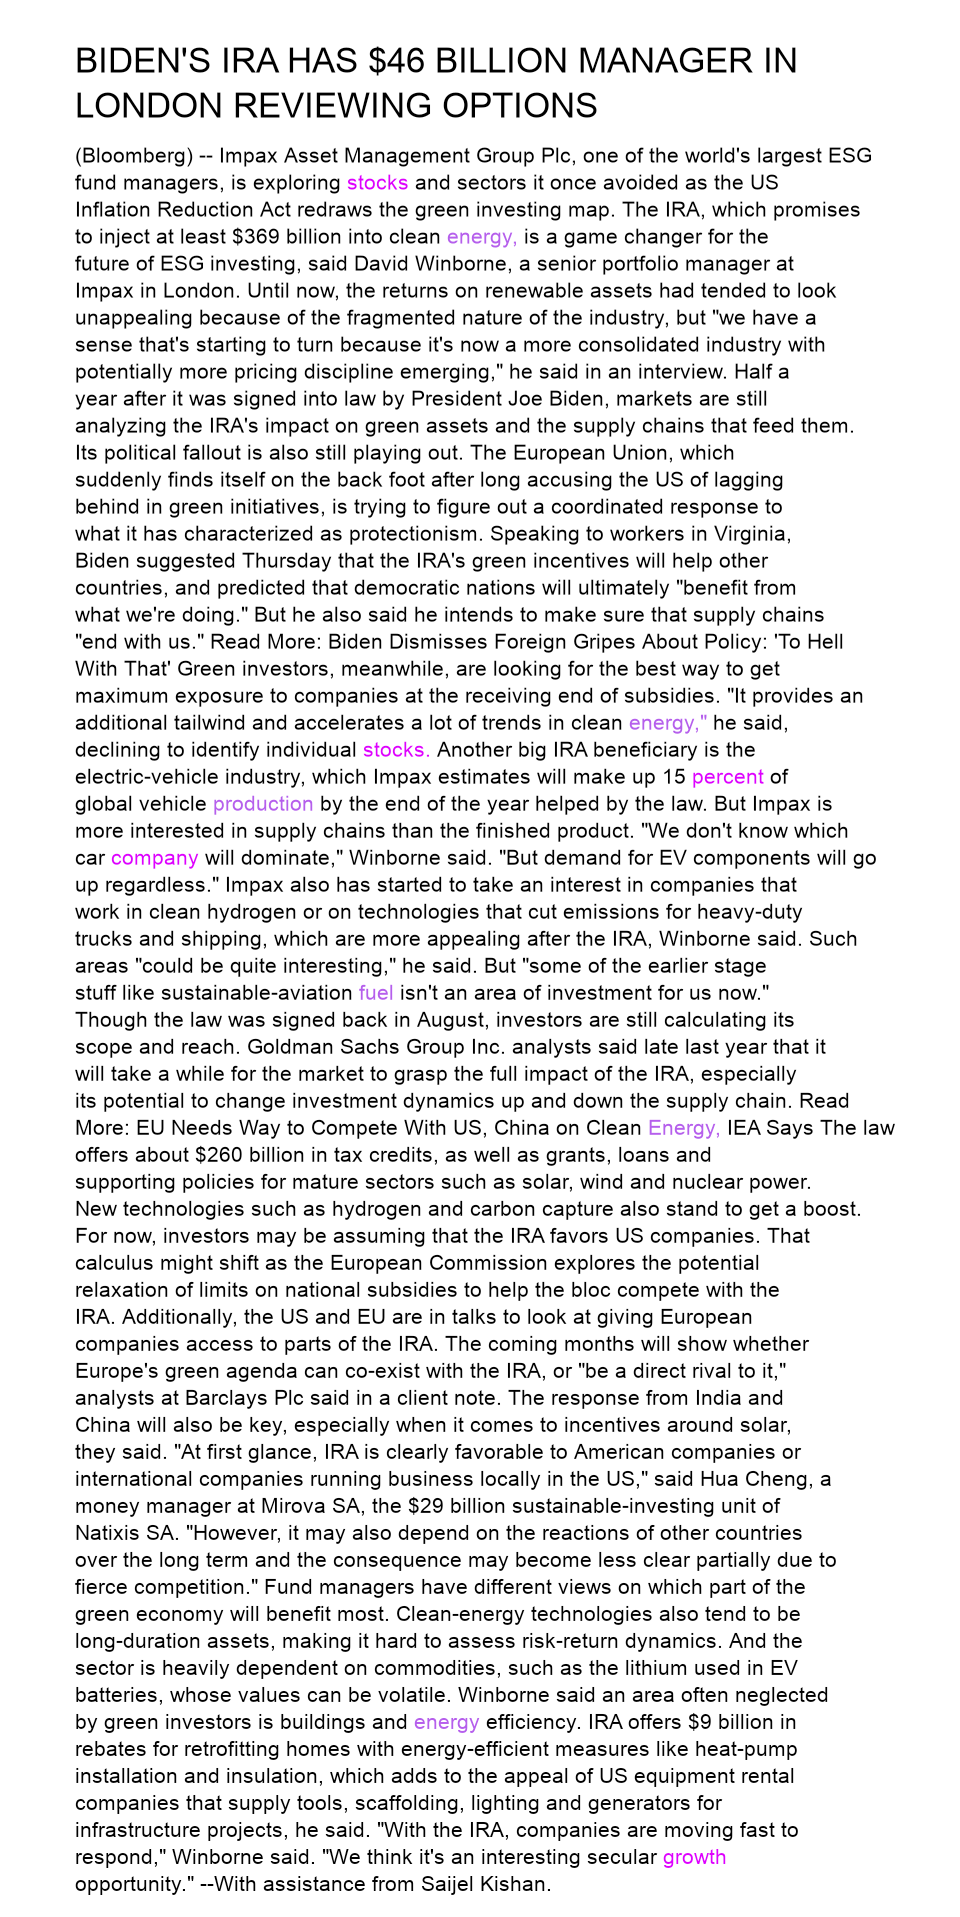 BIDEN'S IRA HAS $46 BILLION MANAGER IN
LONDON REVIEWING OPTIONS
(Bloomberg) -- Impax Asset Management Group Plc, one of the world's largest ESG
fund managers, is exploring stocks and sectors it once avoided as the US
Inflation Reduction Act redraws the green investing map. The IRA, which promises
to inject at least $369 billion into clean energy, is a game changer for the
future of ESG investing, said David Winborne, a senior portfolio manager at
Impax in London. Until now, the returns on renewable assets had tended to look
unappealing because of the fragmented nature of the industry, but "we have a
sense that's starting to turn because it's now a more consolidated industry with
potentially more pricing discipline emerging," he said in an interview. Half a
year after it was signed into law by President Joe Biden, markets are still
analyzing the IRA's impact on green assets and the supply chains that feed them.
Its political fallout is also still playing out. The European Union, which
suddenly finds itself on the back foot after long accusing the US of lagging
behind in green initiatives, is trying to figure out a coordinated response to
what it has characterized as protectionism. Speaking to workers in Virginia,
Biden suggested Thursday that the IRA's green incentives will help other
countries, and predicted that democratic nations will ultimately "benefit from
what we're doing." But he also said he intends to make sure that supply chains
"end with us." Read More: Biden Dismisses Foreign Gripes About Policy: 'To Hell
With That' Green investors, meanwhile, are looking for the best way to get
maximum exposure to companies at the receiving end of subsidies. "It provides an
additional tailwind and accelerates a lot of trends in clean energy," he said,
declining to identify individual stocks. Another big IRA beneficiary is the
electric-vehicle industry, which Impax estimates will make up 15 percent of
global vehicle production by the end of the year helped by the law. But Impax is
more interested in supply chains than the finished product. "We don't know which
car company will dominate," Winborne said. "But demand for EV components will go
up regardless." Impax also has started to take an interest in companies that
work in clean hydrogen or on technologies that cut emissions for heavy-duty
trucks and shipping, which are more appealing after the IRA, Winborne said. Such
areas "could be quite interesting," he said. But "some of the earlier stage
stuff like sustainable-aviation fuel isn't an area of investment for us now."
Though the law was signed back in August, investors are still calculating its
scope and reach. Goldman Sachs Group Inc. analysts said late last year that it
will take a while for the market to grasp the full impact of the IRA, especially
its potential to change investment dynamics up and down the supply chain. Read
More: EU Needs Way to Compete With US, China on Clean Energy, IEA Says The law
offers about $260 billion in tax credits, as well as grants, loans and
supporting policies for mature sectors such as solar, wind and nuclear power.
New technologies such as hydrogen and carbon capture also stand to get a boost.
For now, investors may be assuming that the IRA favors US companies. That
calculus might shift as the European Commission explores the potential
relaxation of limits on national subsidies to help the bloc compete with the
IRA. Additionally, the US and EU are in talks to look at giving European
companies access to parts of the IRA. The coming months will show whether
Europe's green agenda can co-exist with the IRA, or "be a direct rival to it,"
analysts at Barclays Plc said in a client note. The response from India and
China will also be key, especially when it comes to incentives around solar,
they said. "At first glance, IRA is clearly favorable to American companies or
international companies running business locally in the US," said Hua Cheng, a
money manager at Mirova SA, the $29 billion sustainable-investing unit of
Natixis SA. "However, it may also depend on the reactions of other countries
over the long term and the consequence may become less clear partially due to
fierce competition." Fund managers have different views on which part of the
green economy will benefit most. Clean-energy technologies also tend to be
long-duration assets, making it hard to assess risk-return dynamics. And the
sector is heavily dependent on commodities, such as the lithium used in EV
batteries, whose values can be volatile. Winborne said an area often neglected
by green investors is buildings and energy efficiency. IRA offers $9 billion in
rebates for retrofitting homes with energy-efficient measures like heat-pump
installation and insulation, which adds to the appeal of US equipment rental
companies that supply tools, scaffolding, lighting and generators for
infrastructure projects, he said. "With the IRA, companies are moving fast to
respond," Winborne said. "We think it's an interesting secular growth
opportunity." --With assistance from Saijel Kishan.